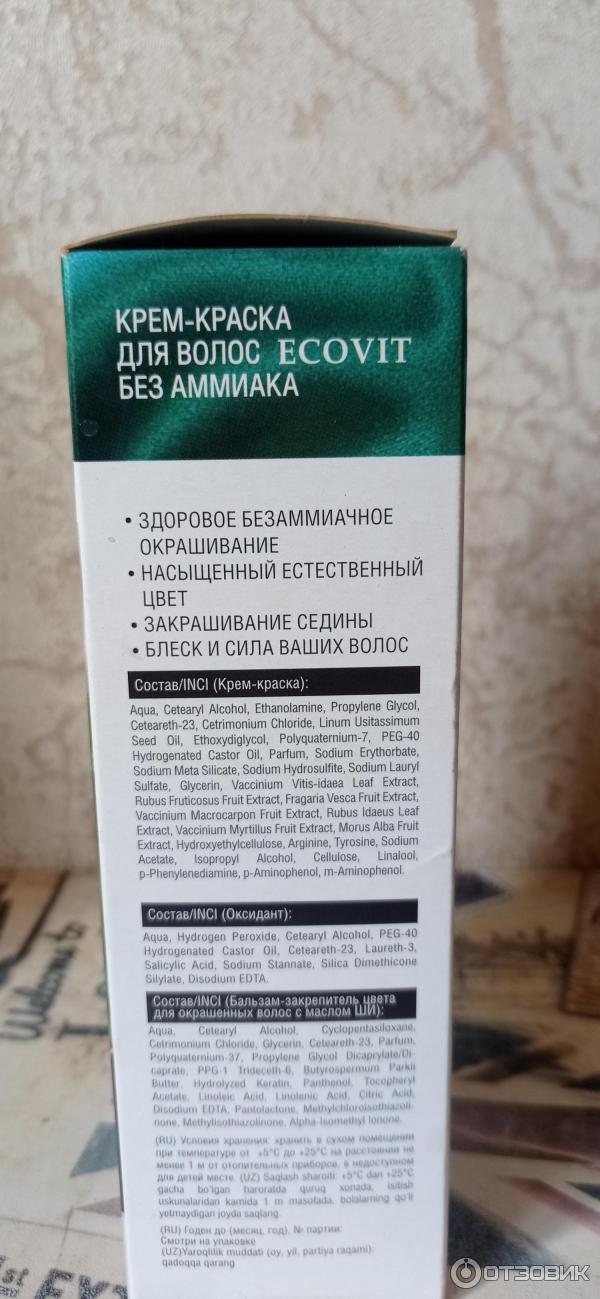 КРЕМ-КРАСКА
ДЛЯ ВОЛОС ECOVIT
БЕЗ АММИАКА
• ЗДОРОВОЕ БЕЗАММИАЧНОЕ
ОКРАШИВАНИЕ
• НАСЫЩЕННЫЙ ЕСТЕСТВЕННЫЙ
ЦВЕТ
• ЗАКРАШИВАНИЕ СЕДИНЫ
• БЛЕСК И СИЛА ВАШИХ ВОЛОС
Состав/INCI (Крем-краска):
Aqua, Cetearyl Alcohol, Ethanolamine, Propylene Glycol,
Ceteareth-23, Cetrimonium Chloride, Linum Usitassimum
Seed Oil, Ethoxydiglycol, Polyquaternium-7, PEG-40
Hydrogenated Castor Oil, Parfum, Sodium Erythorbate,
Sodium Meta Silicate, Sodium Hydrosulfite, Sodium Lauryl
Sulfate, Glycerin, Vaccinium Vitis-idaea Leaf Extract,
Rubus Fruticosus Fruit Extract, Fragaria Vesca Fruit Extract,
Vaccinium Macrocarpon Fruit Extract, Rubus Idaeus Leaf
Extract, Vaccinium Myrtillus Fruit Extract, Morus Alba Fruit
Extract, Hydroxyethylcellulose, Arginine, Tyrosine, Sodium
Acetate, Isopropyl Alcohol, Cellulose, Linalool,
p-Phenylenediamine, p-Aminophenol, m-Aminophenol.
Состав/INCI (Оксидант):
Aqua, Hydrogen Peroxide, Cetearyl Alcohol, PEG-40
Hydrogenated Castor Oil, Ceteareth-23, Laureth-3,
Salicylic Acid, Sodium Stannate, Silica Dimethicone
Silylate, Disodium EDTA.
Состав/INCI (Бальзам-закрепитель цвета
для окрашенных волос с маслом ШИ):
Aqua, Cetearyl Alcohol, Cyclopentasiloxane,
Cetrimonium Chloride, Glycerin, Ceteareth-23, Parfum,
Polyquaternium-37, Propylene Glycol Dicaprylate/Di-
caprate, PPG-1 Trideceth-6, Butyrospermum Parkii
Butter, Hydrolyzed Keratin, Panthenol, Tocopheryl
Acetate, Linoleic Acid, Linolenic Acid, Citric Acid,
Disodium EDTA, Pantolactone, Methylchloroisothiazoli-
none, Methylisothiazolinone, Alpha-Isomethyl Ionone.
(RU) Условия хранения: хранить в сухом помещении
при температуре от +5°C до +25°C на расстоянии не
менее 1 м от отопительных приборов, в недоступном
для детей месте. (UZ) Saqlash sharoiti: +5°C dan +25°C
gacha bo'lgan haroratda quruq xonada, isitish
uskunalaridan kamida 1 m masofada, bolalarning qo'li
yetmaydigan joyda saqlang.
(RU) Годен до (месяц, год), № партии:
Смотри на упаковке
(UZ)Yaroqlilik muddati (oy, yil, partiya raqami):
qadoqqa qarang
Welcome to
1st
ОТЗОВИК